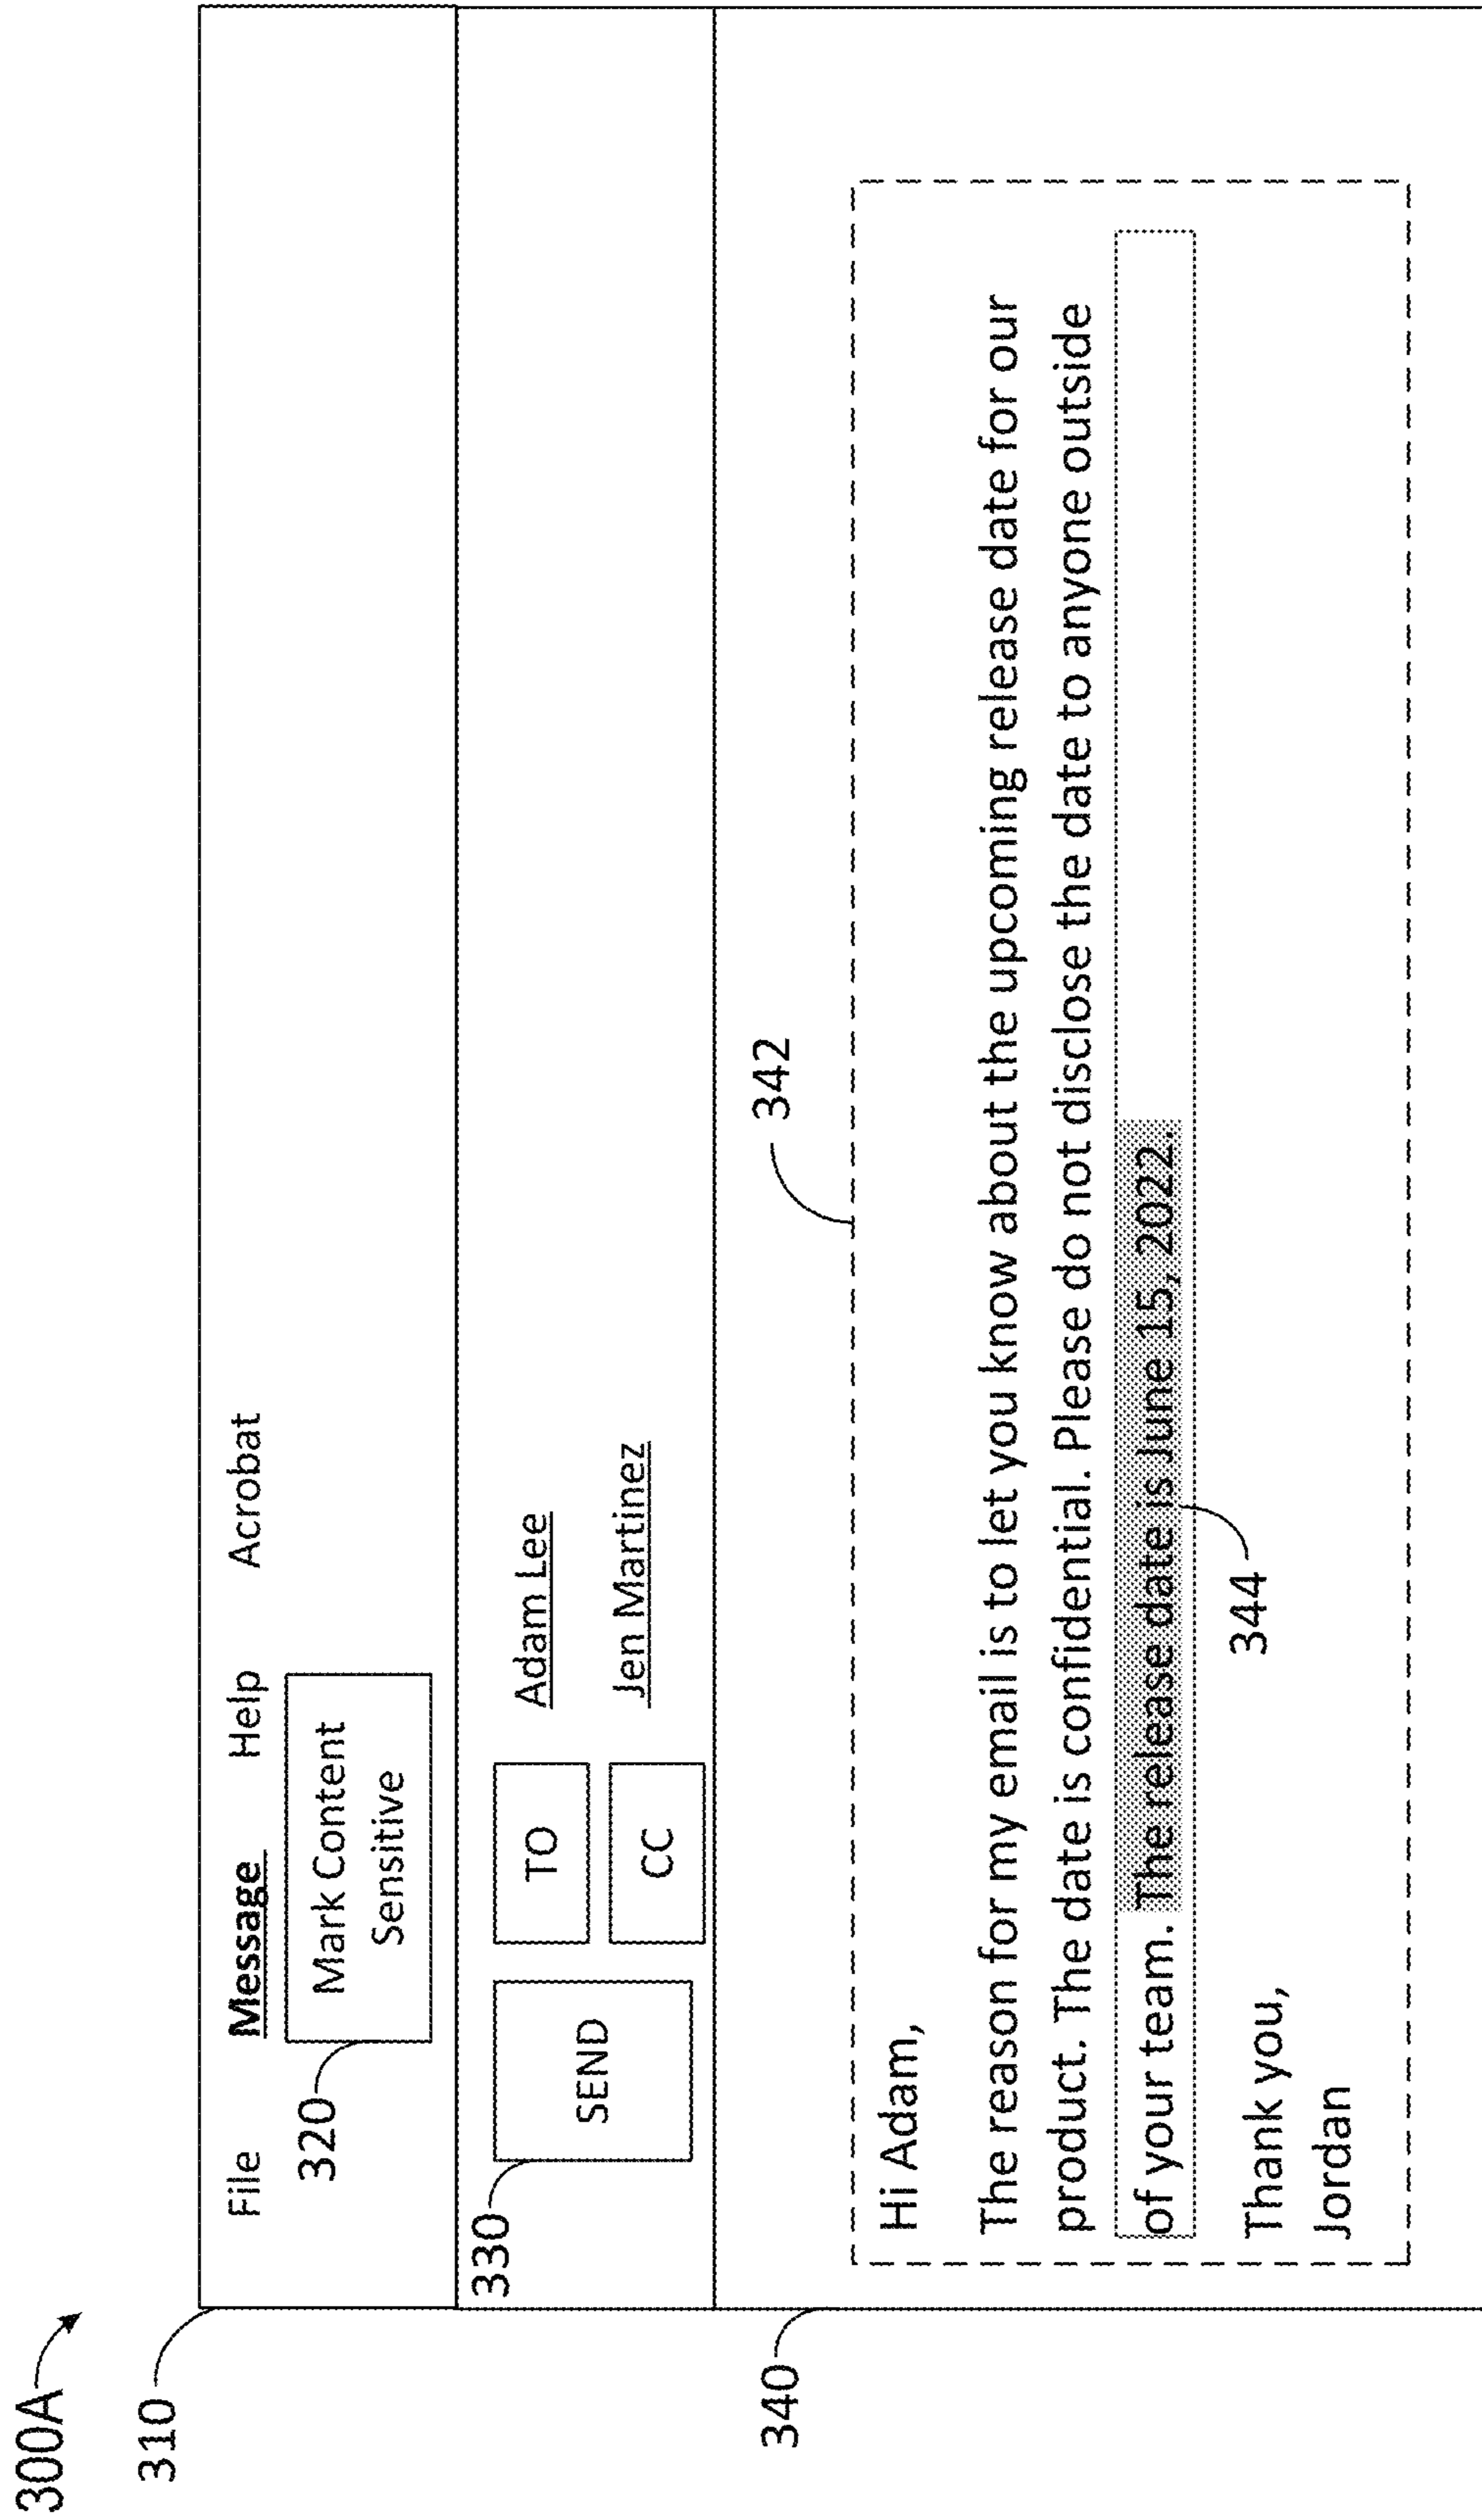 300A
310
File Message Help Acrobat
320
Mark Content
Sensitive
330
SEND
TO
Adam Lee
CC
Jen Martinez
340
342
Hi Adam,
The reason for my email is to let you know about the upcoming release date for our
product. The date is confidential. Please do not disclose the date to anyone outside
of your team. The release date is June 15, 2022.
344
Thank you,
Jordan